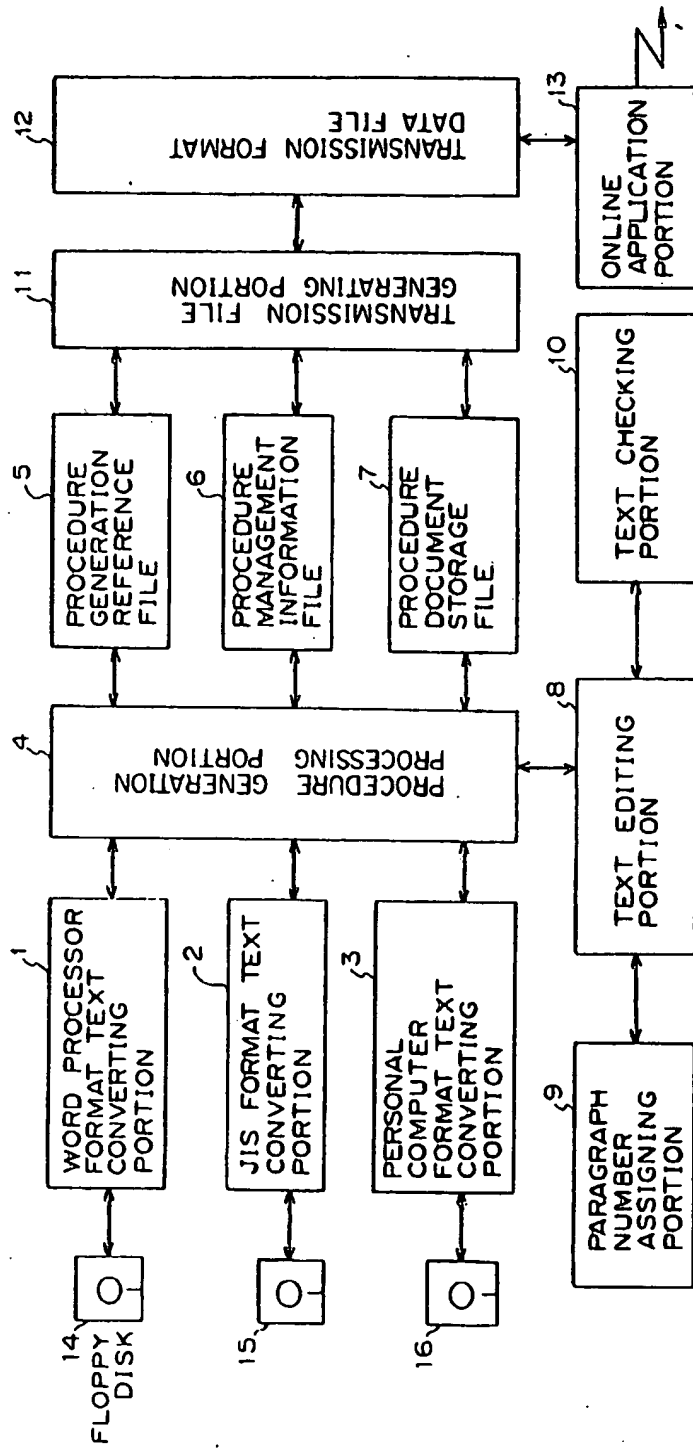 14
FLOPPY
DISK
15
16
1
WORD PROCESSOR
FORMAT TEXT
CONVERTING
PORTION
2
JIS FORMAT TEXT
CONVERTING
PORTION
3
PERSONAL
COMPUTER
FORMAT TEXT
CONVERTING
PORTION
4
PROCEDURE GENERATION
PROCESSING PORTION
5
PROCEDURE
GENERATION
REFERENCE
FILE
6
PROCEDURE
MANAGEMENT
INFORMATION
FILE
7
PROCEDURE
DOCUMENT
STORAGE
FILE.
11
TRANSMISSION FILE
GENERATING PORTION
12
TRANSMISSION FORMAT
DATA FILE
9
PARAGRAPH
NUMBER
ASSIGNING
PORTION
8
TEXT EDITING
PORTION
10
TEXT CHECKING
PORTION
13
ONLINE
APPLICATION
PORTION